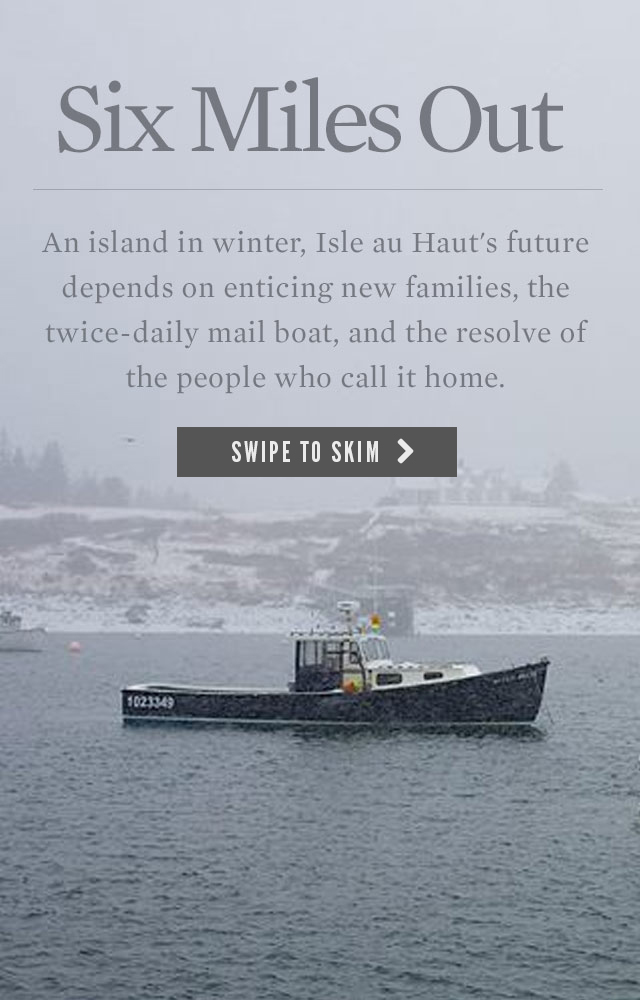 Six Miles Out
An island in winter, Isle au Haut's future
depends on enticing new families, the
twice-daily mail boat, and the resolve of
the people who call it home.
SWIPE TO SKIM
1023349